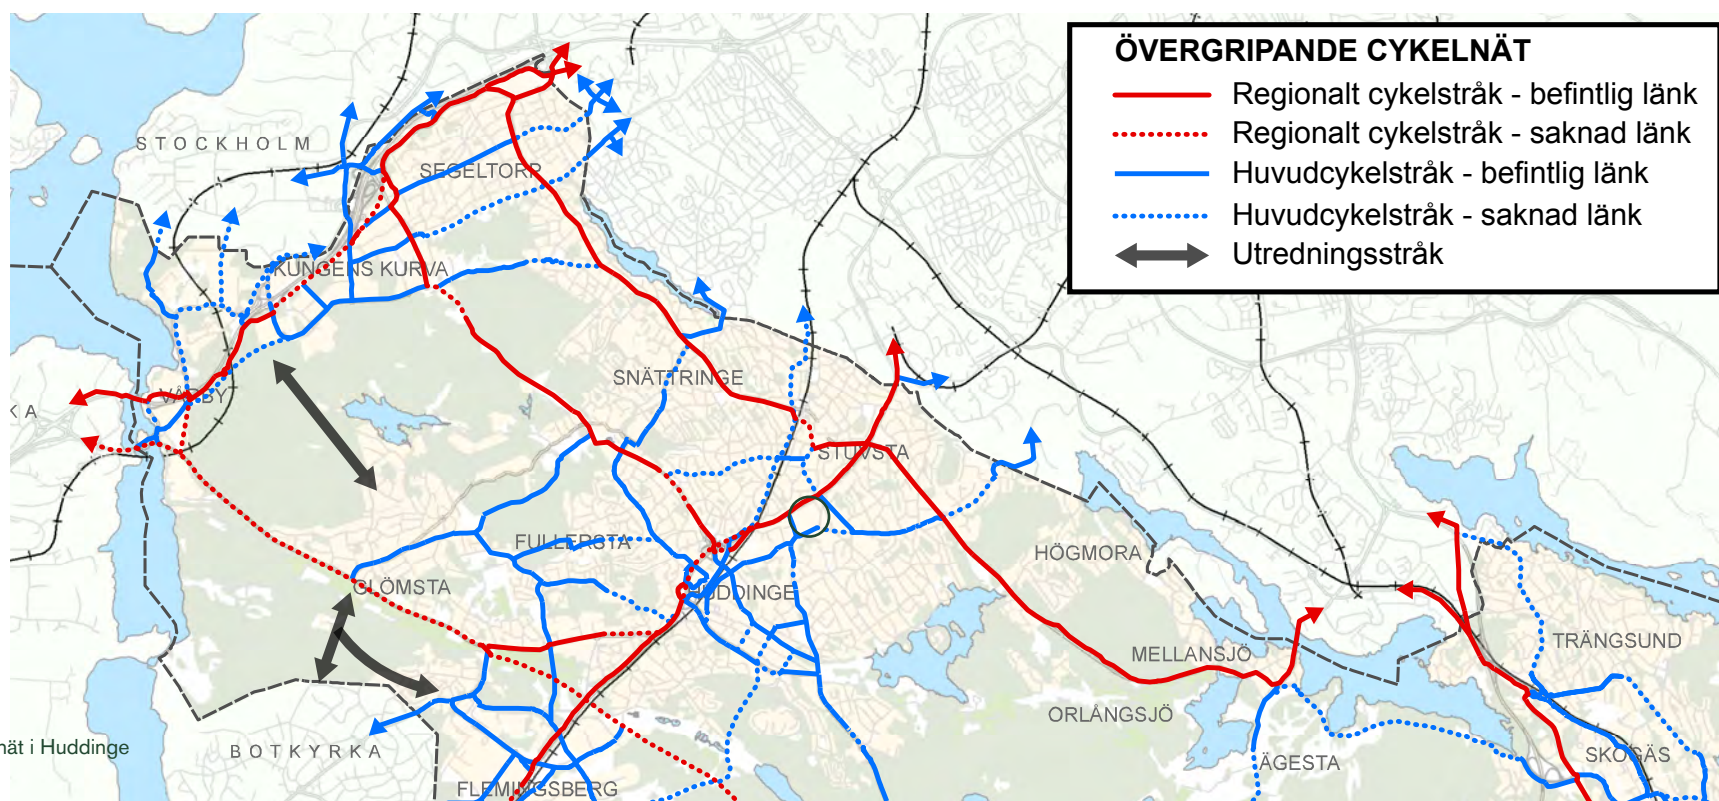 ÖVERGRIPANDE CYKELNÄT
Regionalt cykelstråk - befintlig länk
Regionalt cykelstråk - saknad länk
Huvudcykelstråk - befintlig länk
Huvudcykelstråk - saknad länk
Utredningsstråk
STOCKHOLM
SEGELTORP
KUNGENS KURVA
SNÄTTRINGE
VÅRBY
KA
STUVSTA
FULLERSTA
HÖGMORA
GLÖMSTA
HUDDINGE
TRÄNGSUND
MELLANSJÖ
ORLÅNGSJÖ
nät i Huddinge
BOTKYRKA
SKOGÅS
ÄGESTA
FLEMINGSBERG